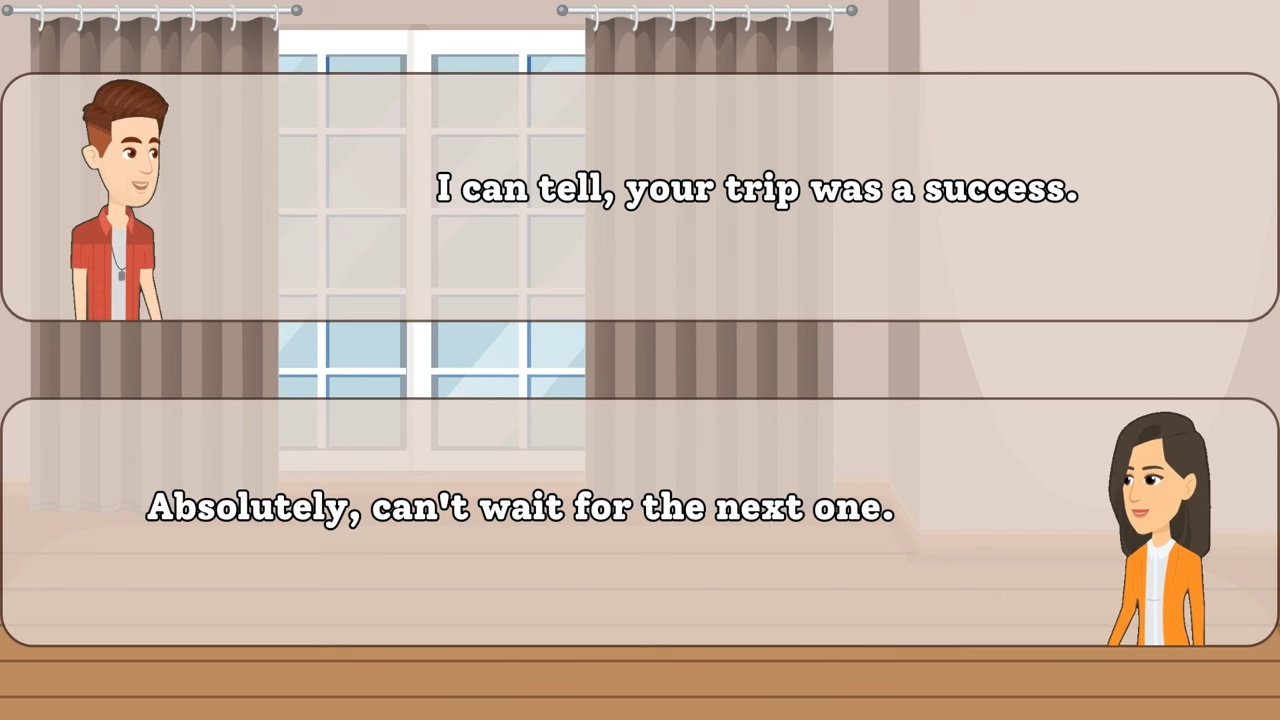 I can tell, your trip was a success.
Absolutely, can't wait for the next one.